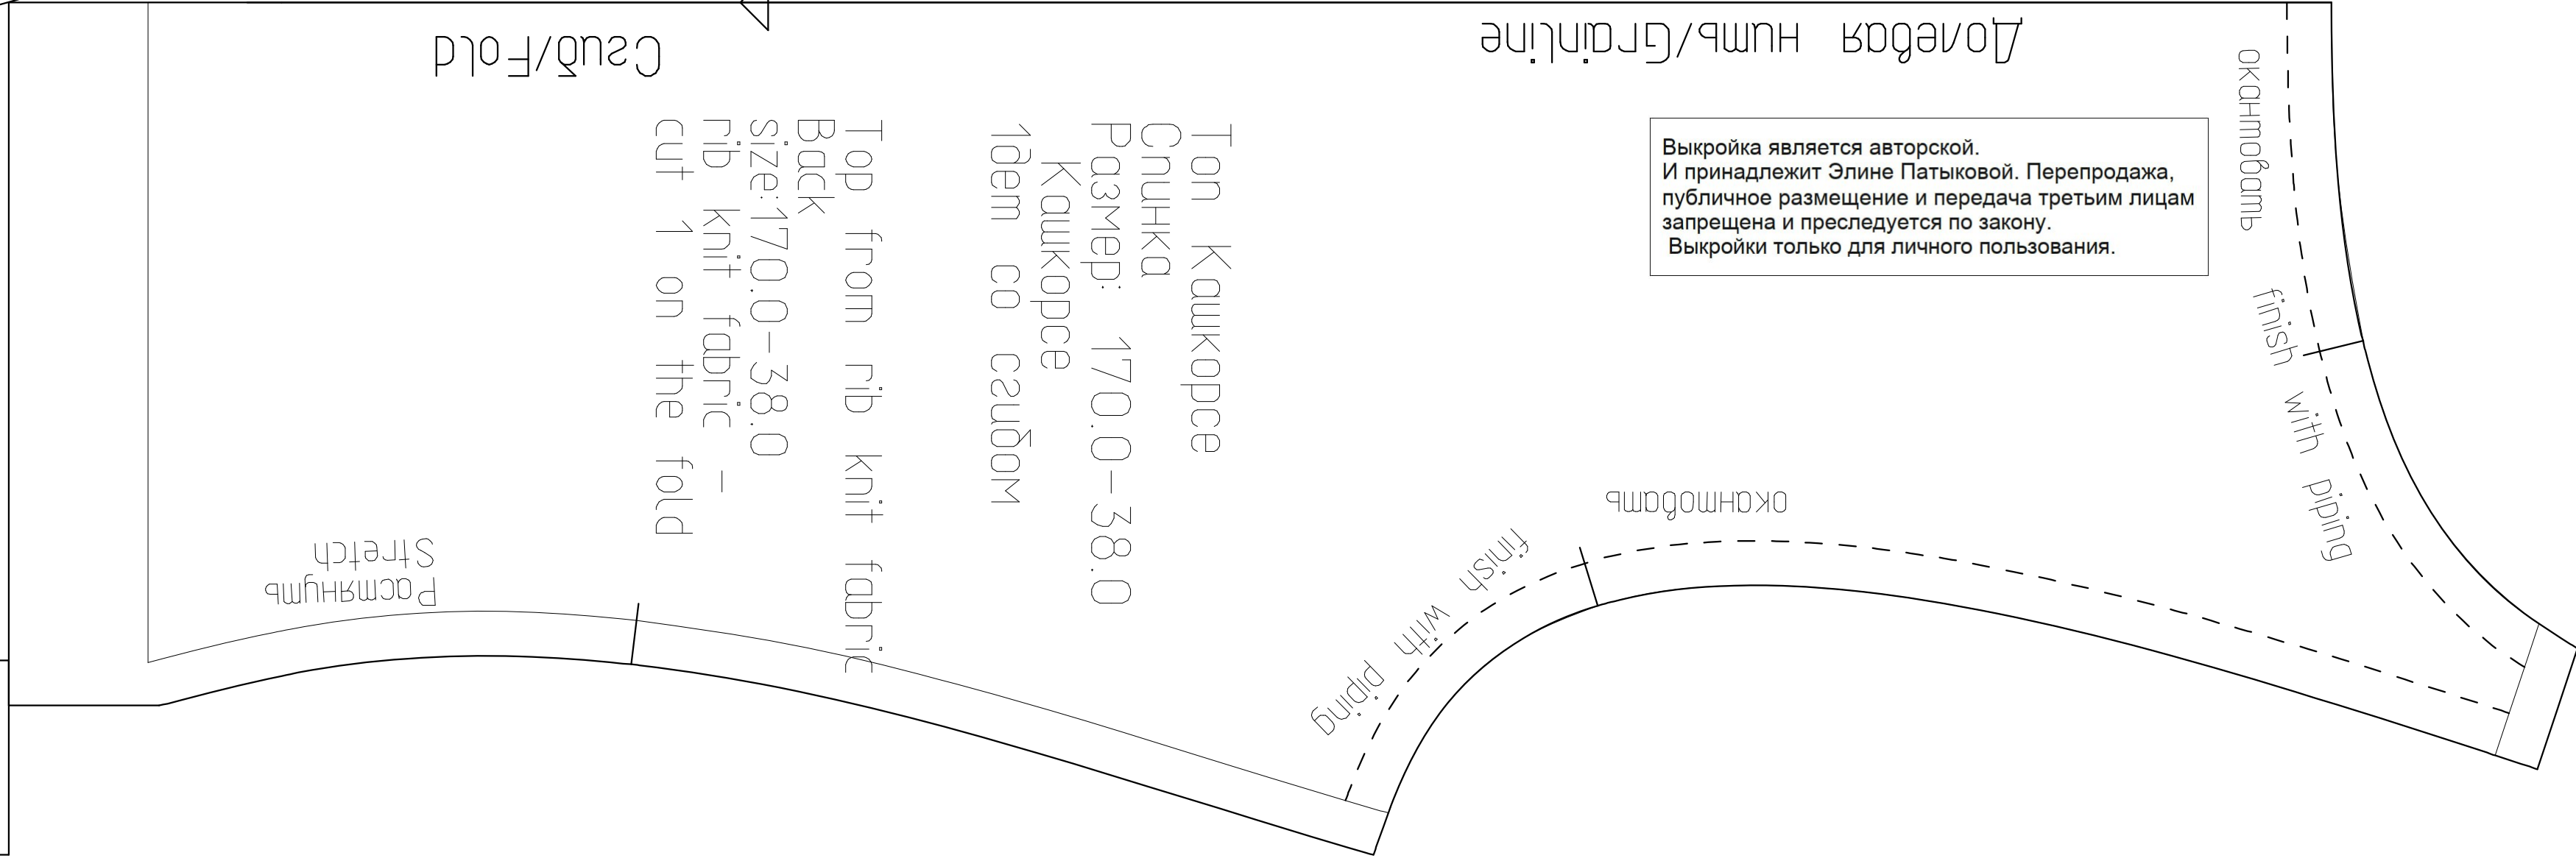 Сгиб/Fold
Долевая нить/Grainline
Топ Кашкорсе
Спинка
Размер: 170.0-38.0
Кашкорсе
1дет со сгибом
Top from rib knit fabric
Back
size:170.0-38.0
rib knit fabric -
cut 1 on the fold
Выкройка является авторской.
И принадлежит Элине Патыковой. Перепродажа,
публичное размещение и передача третьим лицам
запрещена и преследуется по закону.
Выкройки только для личного пользования.
окантовать
finish with piping
окантовать
finish with piping
Растянуть
Stretch